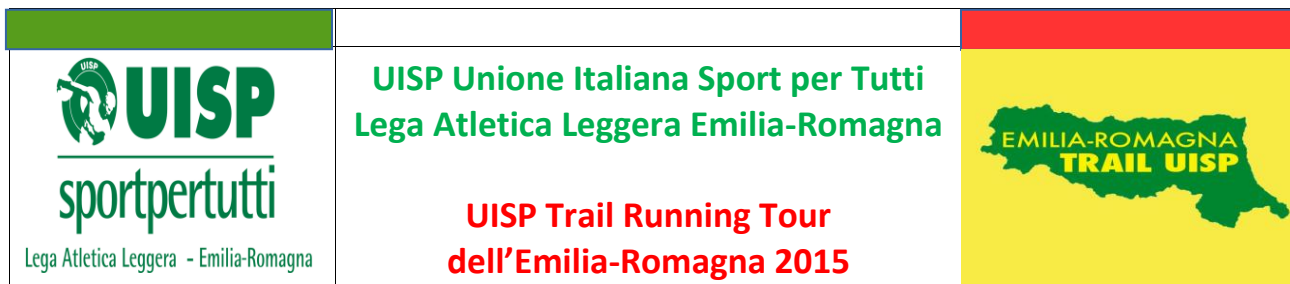 UISP
UISP
sportpertutti
Lega Atletica Leggera - Emilia-Romagna
UISP Unione Italiana Sport per Tutti
Lega Atletica Leggera Emilia-Romagna
UISP Trail Running Tour
dell’Emilia-Romagna 2015
EMILIA-ROMAGNA
TRAIL UISP